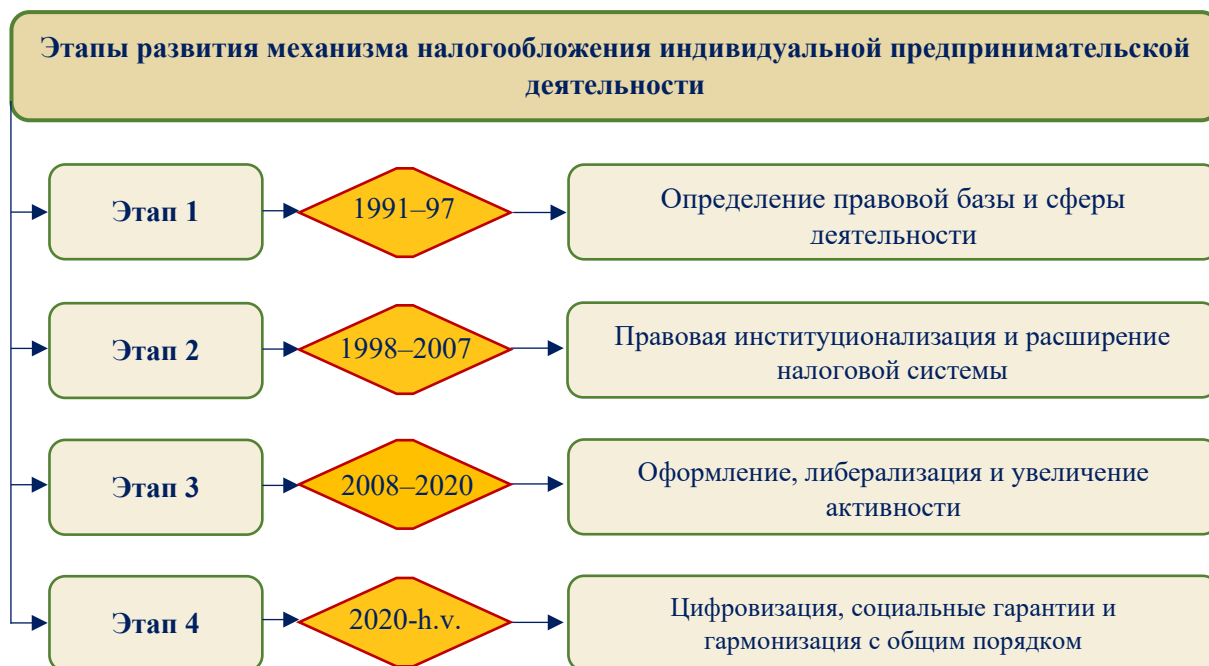 Этапы развития механизма налогообложения индивидуальной предпринимательской
деятельности
Этап 1
1991–97
Определение правовой базы и сферы
деятельности
Этап 2
1998–2007
Правовая институционализация и расширение
налоговой системы
Этап 3
2008–2020
Оформление, либерализация и увеличение
активности
Этап 4
2020-h.v.
Цифровизация, социальные гарантии и
гармонизация с общим порядком